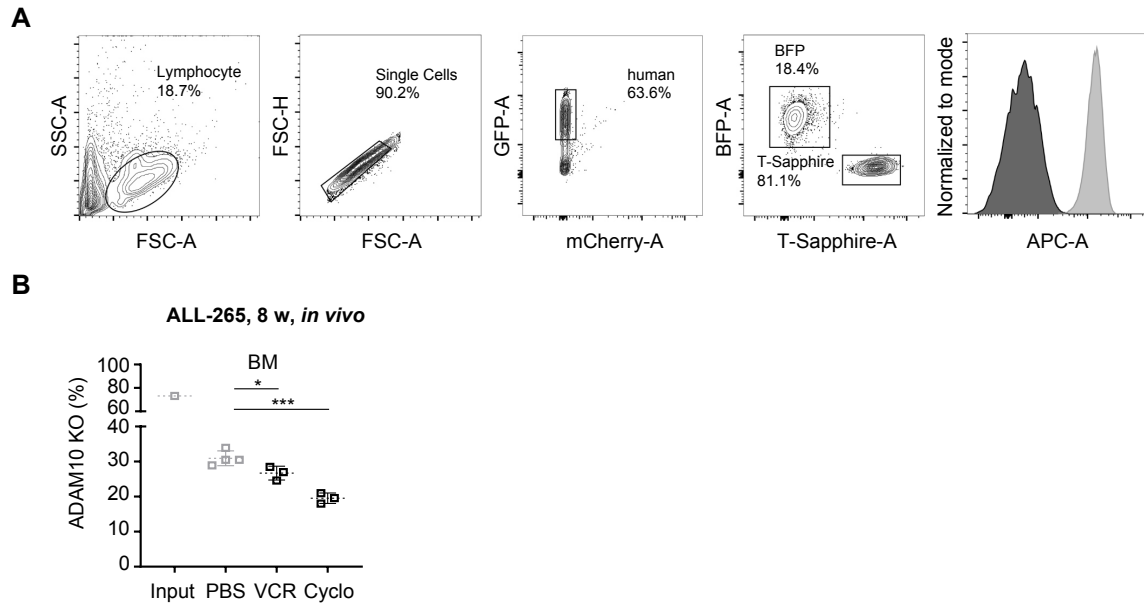 A
Lymphocyte
18.7%
SSC-A
FSC-A
Single Cells
90.2%
FSC-H
FSC-A
human
63.6%
GFP-A
mCherry-A
BFP
18.4%
T-Sapphire
81.1%
BFP-A
T-Sapphire-A
Normalized to mode
APC-A
B
ALL-265, 8 w, in vivo
BM
*
***
ADAM10 KO (%)
100
80
60
40
30
20
10
0
Input PBS VCR Cyclo